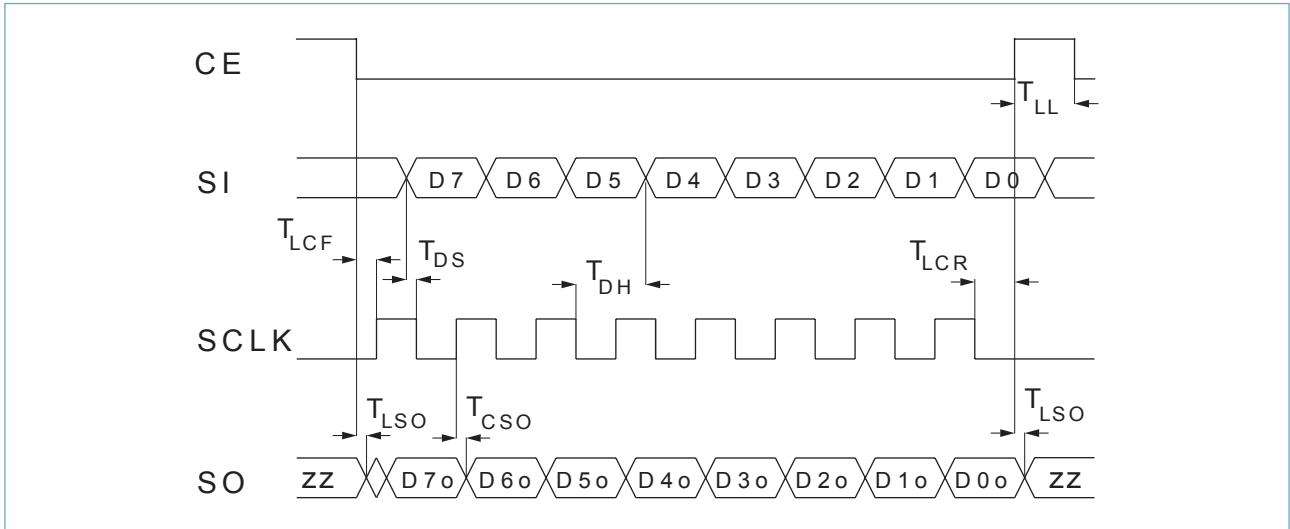 CE
T_LL
SI D7 D6 D5 D4 D3 D2 D1 D0
T_LCF T_DS T_DH T_LCR
SCLK
T_LSO T_CSO T_LSO
SO ZZ D7o D6o D5o D4o D3o D2o D1o D0o ZZ